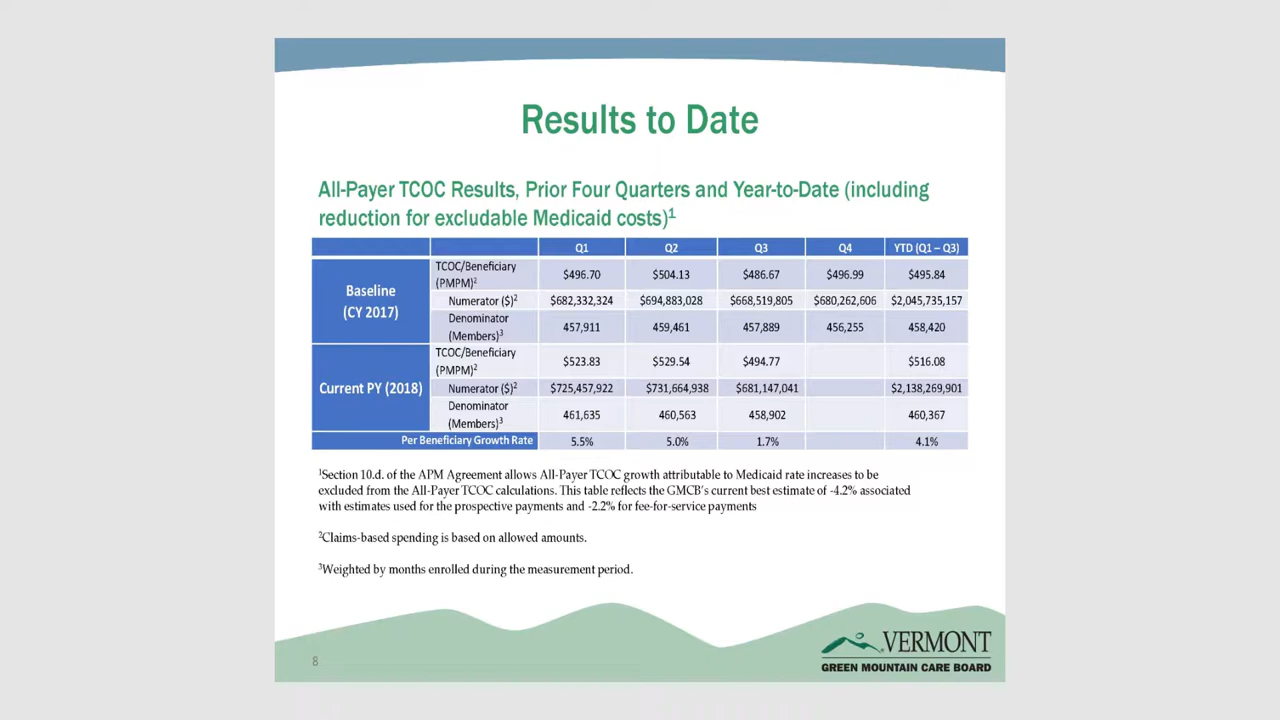 Results to Date
All-Payer TCOC Results, Prior Four Quarters and Year-to-Date (including
reduction for excludable Medicaid costs)¹
Q1 Q2 Q3 Q4 YTD (Q1 – Q3)
Baseline
(CY 2017)
TCOC/Beneficiary
(PMPM)² $496.70 $504.13 $486.67 $496.99 $495.84
Numerator ($)² $682,332,324 $694,883,028 $668,519,805 $680,262,606 $2,045,735,157
Denominator
(Members)³ 457,911 459,461 457,889 456,255 458,420
Current PY (2018)
TCOC/Beneficiary
(PMPM)² $523.83 $529.54 $494.77 $516.08
Numerator ($)² $725,457,922 $731,664,938 $681,147,041 $2,138,269,901
Denominator
(Members)³ 461,635 460,563 458,902 460,367
Per Beneficiary Growth Rate 5.5% 5.0% 1.7% 4.1%
¹Section 10.d. of the APM Agreement allows All-Payer TCOC growth attributable to Medicaid rate increases to be
excluded from the All-Payer TCOC calculations. This table reflects the GMCB's current best estimate of -4.2% associated
with estimates used for the prospective payments and -2.2% for fee-for-service payments
²Claims-based spending is based on allowed amounts.
³Weighted by months enrolled during the measurement period.
8
VERMONT
GREEN MOUNTAIN CARE BOARD